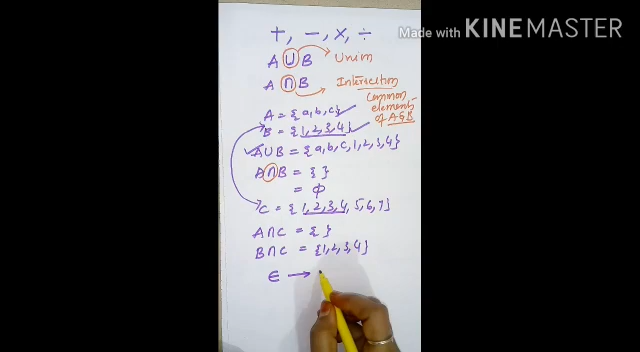 Made with KINEMASTER
+, −, ×, ÷
A ∪ B → Union
A ∩ B → Intersection
common elements of A & B
A = {a, b, c}
B = {1, 2, 3, 4}
A∪B = {a, b, c, 1, 2, 3, 4}
A∩B = { }
= ϕ
C = {1, 2, 3, 4, 5, 6, 7}
A∩C = { }
B∩C = {1, 2, 3, 4}
∈ →